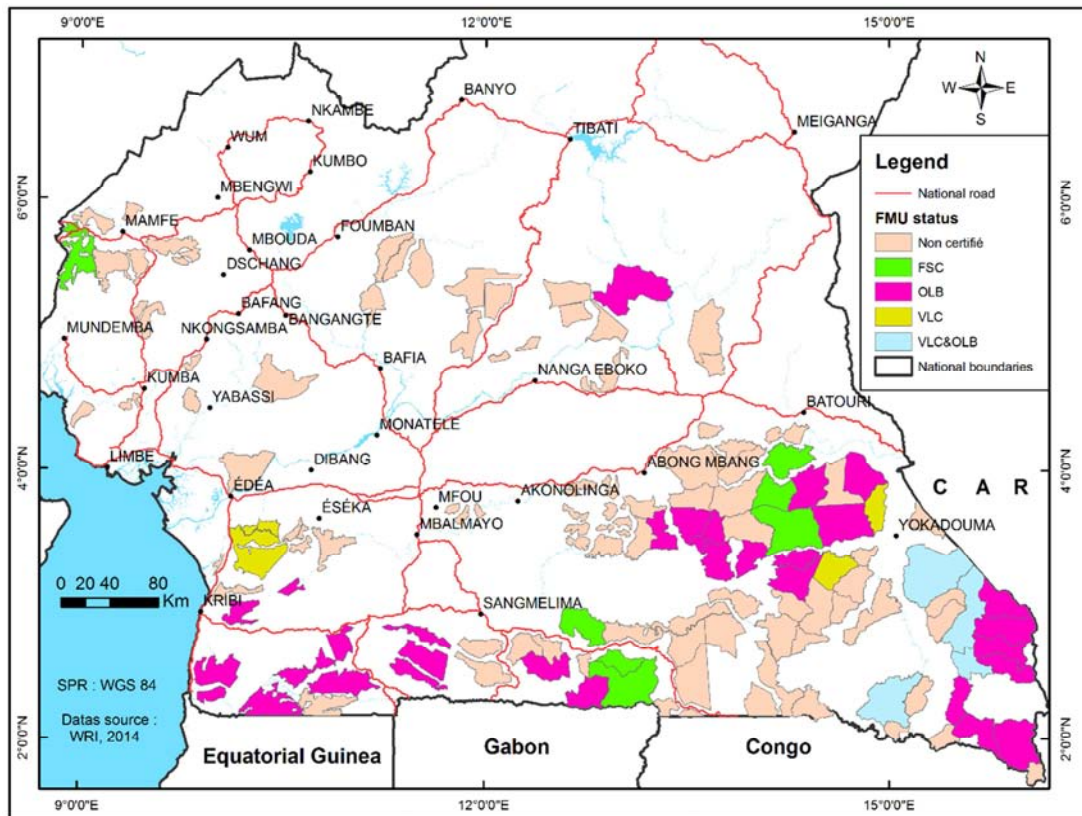 9°0'0"E
12°0'0"E
15°0'0"E
N
W E
S
NKAMBE
BANYO
WUM
TIBATI
MEIGANGA
KUMBO
MBENGWI
6°0'0"N
6°0'0"N
MAMFE
FOUMBAN
MBOUDA
DSCHANG
BAFANG
BANGANGTE
MUNDEMBA
NKONGSAMBA
BAFIA
NANGA EBOKO
KUMBA
YABASSI
BATOURI
MONATELE
LIMBE
DIBANG
ABONG MBANG
4°0'0"N
4°0'0"N
ÉDÉA
MFOU
AKONOLINGA
ÉSÉKA
MBALMAYO
C A R
YOKADOUMA
KRIBI
SANGMELIMA
Legend
National road
FMU status
Non certifié
FSC
OLB
VLC
VLC&OLB
National boundaries
0 20 40 80
Km
SPR : WGS 84
Datas source :
WRI, 2014
2°0'0"N
2°0'0"N
Equatorial Guinea
Gabon
Congo
9°0'0"E
12°0'0"E
15°0'0"E